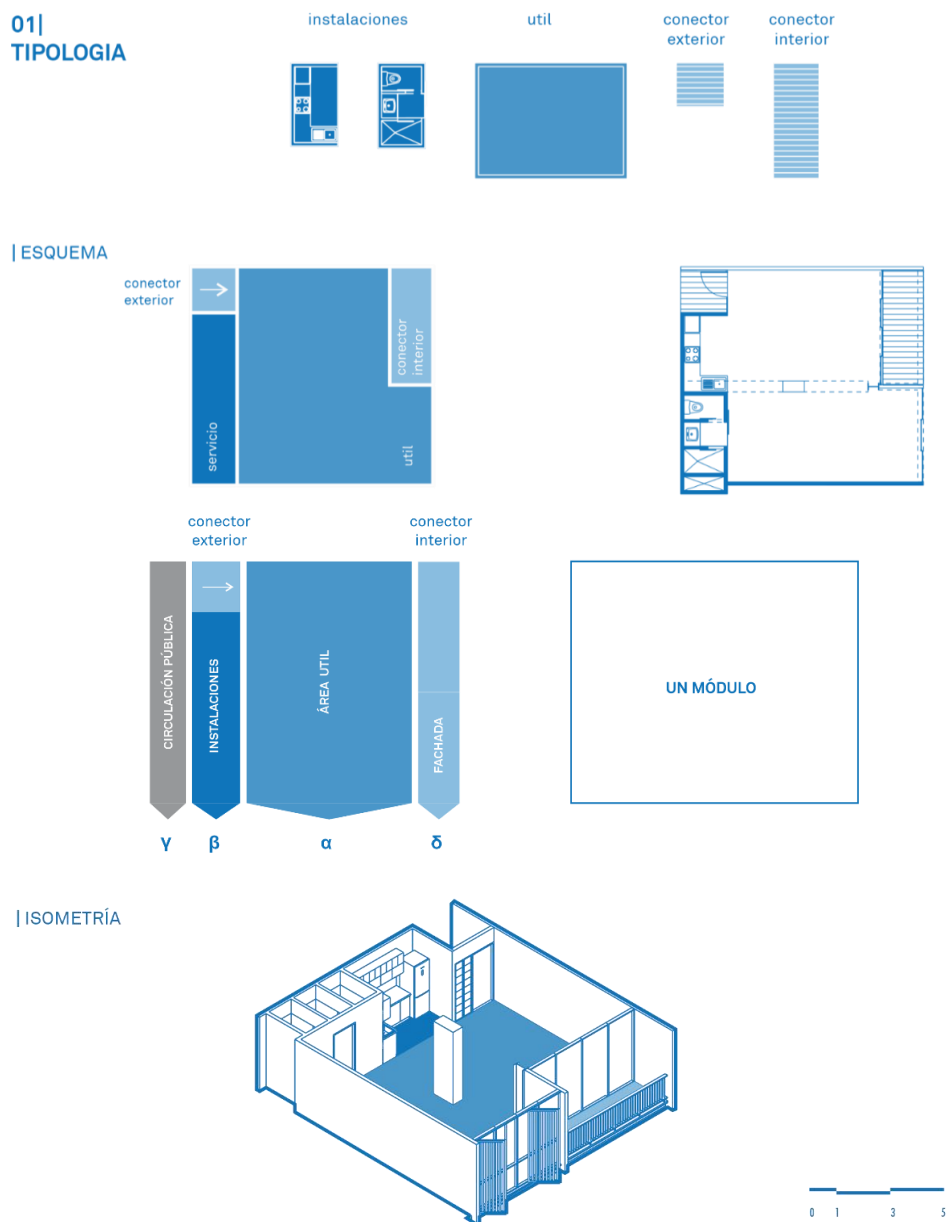 01|
TIPOLOGIA
instalaciones
util
conector
exterior
conector
interior
| ESQUEMA
conector
exterior
servicio
conector
interior
util
conector
exterior
conector
interior
CIRCULACIÓN PÚBLICA
INSTALACIONES
ÁREA UTIL
FACHADA
UN MÓDULO
γ
β
α
δ
| ISOMETRÍA
0 1 3 5